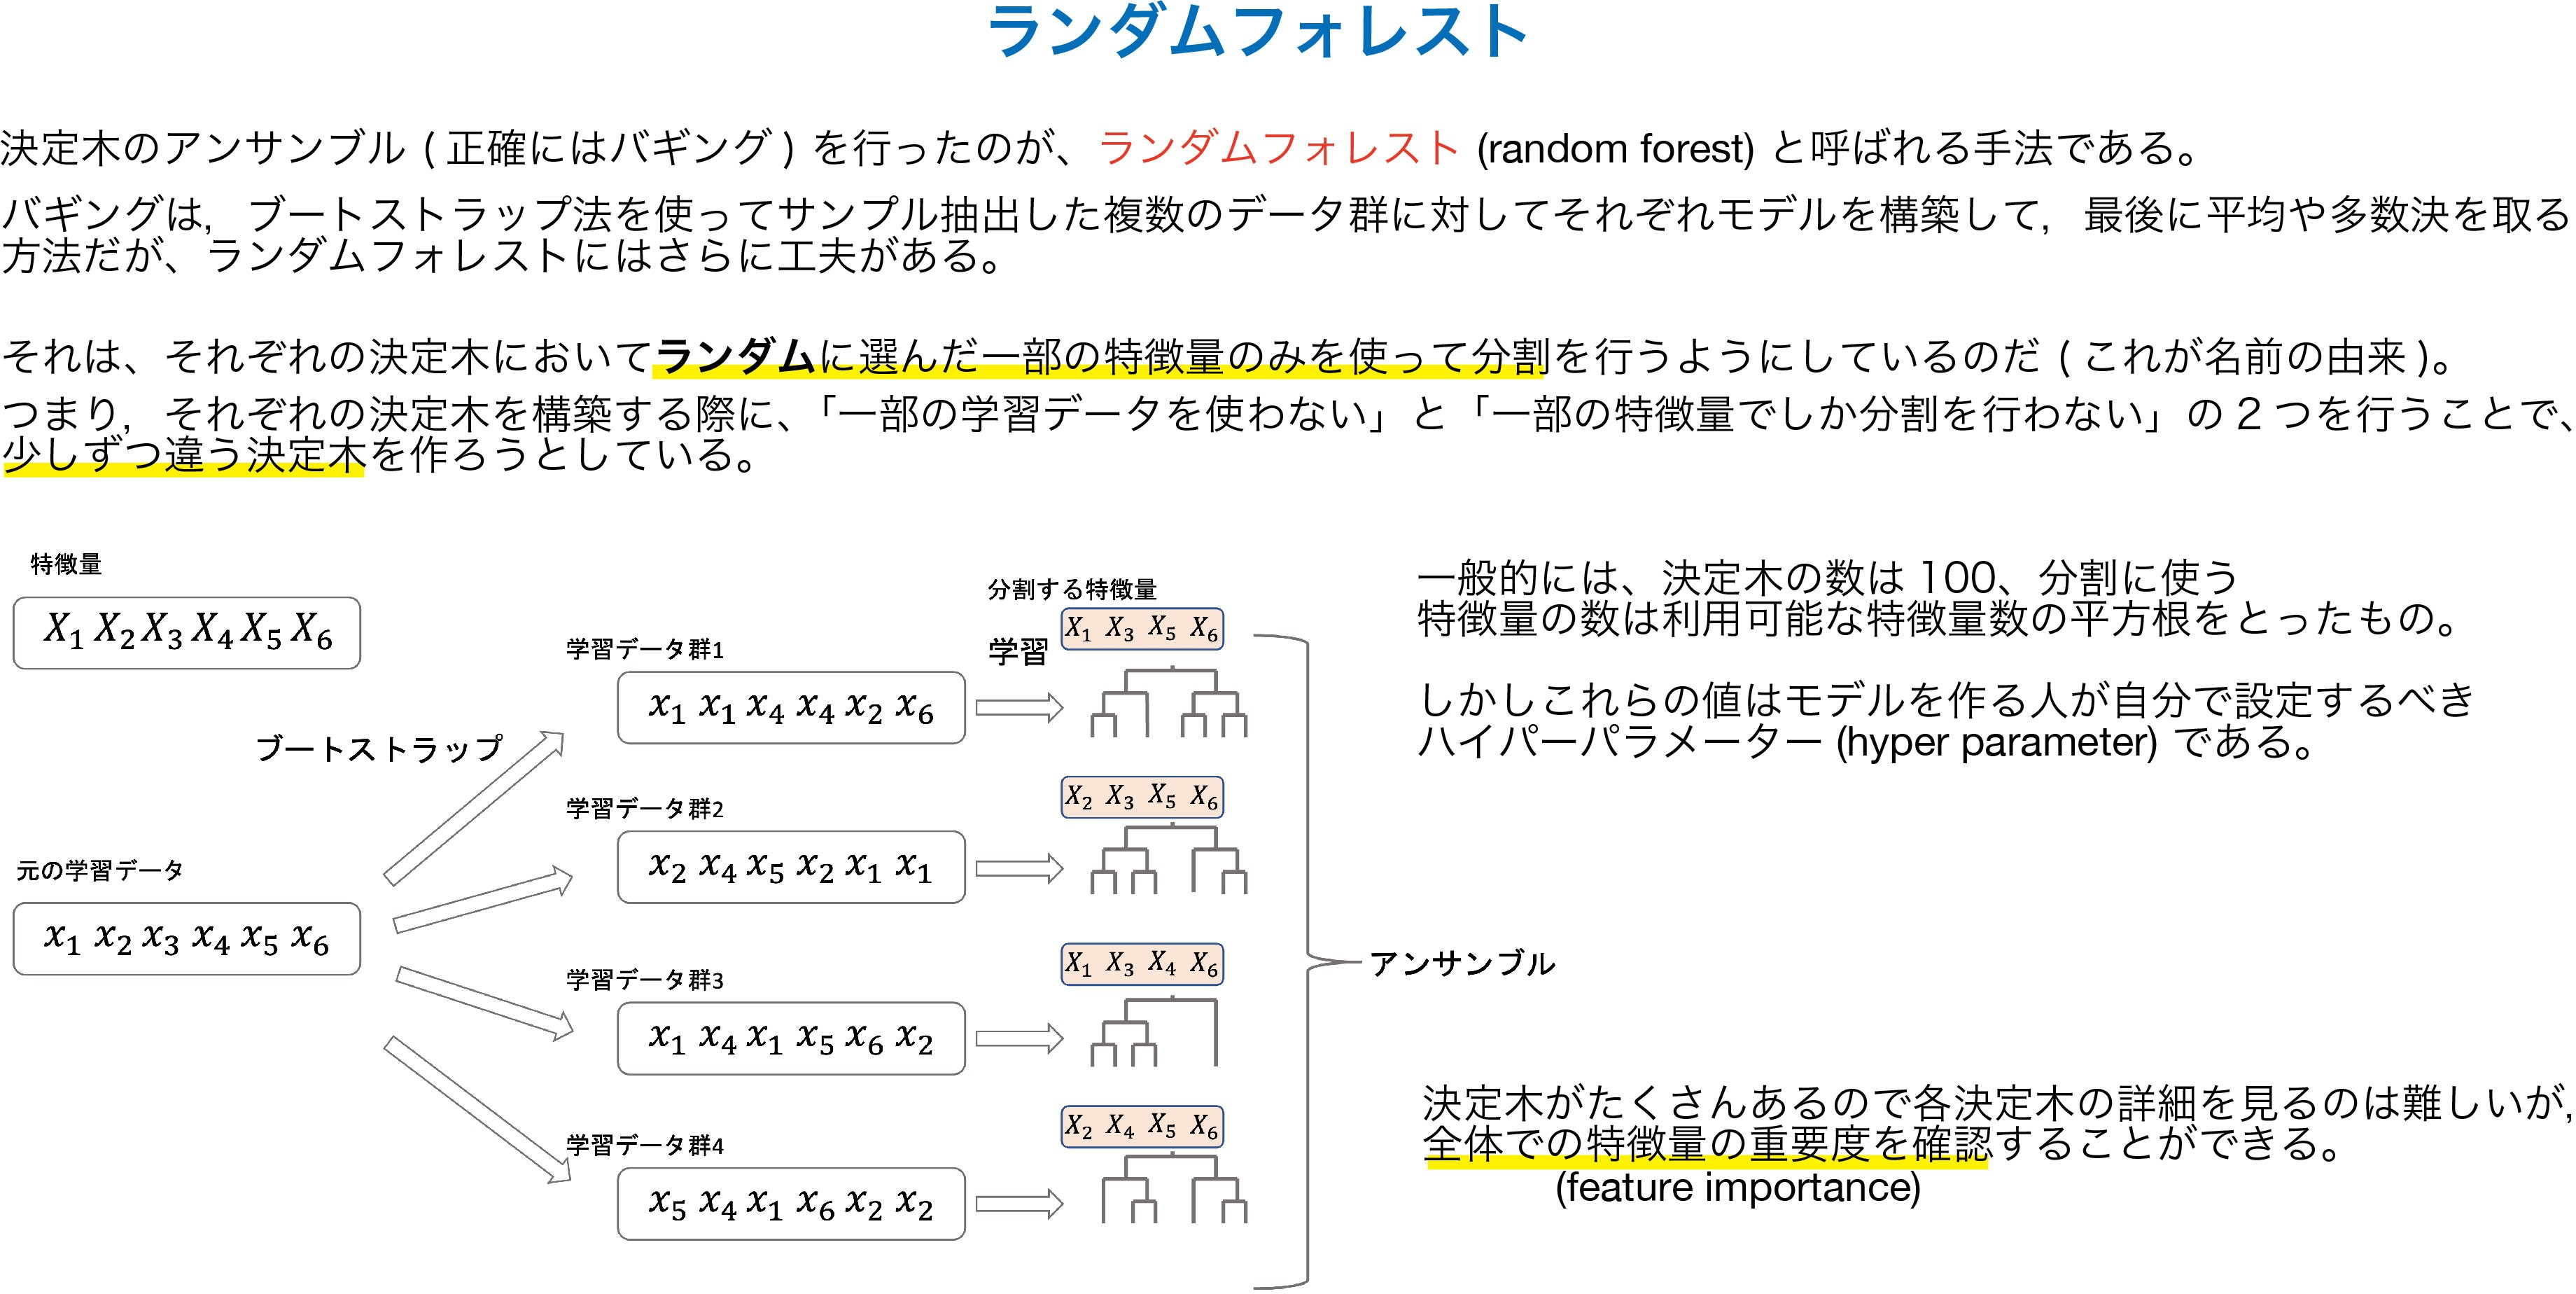 ランダムフォレスト
決定木のアンサンブル ( 正確にはバギング ) を行ったのが、ランダムフォレスト (random forest) と呼ばれる手法である。
バギングは，ブートストラップ法を使ってサンプル抽出した複数のデータ群に対してそれぞれモデルを構築して，最後に平均や多数決を取る
方法だが、ランダムフォレストにはさらに工夫がある。
それは、それぞれの決定木においてランダムに選んだ一部の特徴量のみを使って分割を行うようにしているのだ ( これが名前の由来 )。
つまり，それぞれの決定木を構築する際に、「一部の学習データを使わない」と「一部の特徴量でしか分割を行わない」の 2 つを行うことで、
少しずつ違う決定木を作ろうとしている。
特徴量
X₁ X₂ X₃ X₄ X₅ X₆
ブートストラップ
元の学習データ
x₁ x₂ x₃ x₄ x₅ x₆
学習データ群1
x₁ x₁ x₄ x₄ x₂ x₆
学習データ群2
x₂ x₄ x₅ x₂ x₁ x₁
学習データ群3
x₁ x₄ x₁ x₅ x₆ x₂
学習データ群4
x₅ x₄ x₁ x₆ x₂ x₂
分割する特徴量
学習
X₁ X₃ X₅ X₆
X₂ X₃ X₅ X₆
X₁ X₃ X₄ X₆
X₂ X₄ X₅ X₆
アンサンブル
一般的には、決定木の数は 100、分割に使う
特徴量の数は利用可能な特徴量数の平方根をとったもの。
しかしこれらの値はモデルを作る人が自分で設定するべき
ハイパーパラメーター (hyper parameter) である。
決定木がたくさんあるので各決定木の詳細を見るのは難しいが，
全体での特徴量の重要度を確認することができる。
(feature importance)